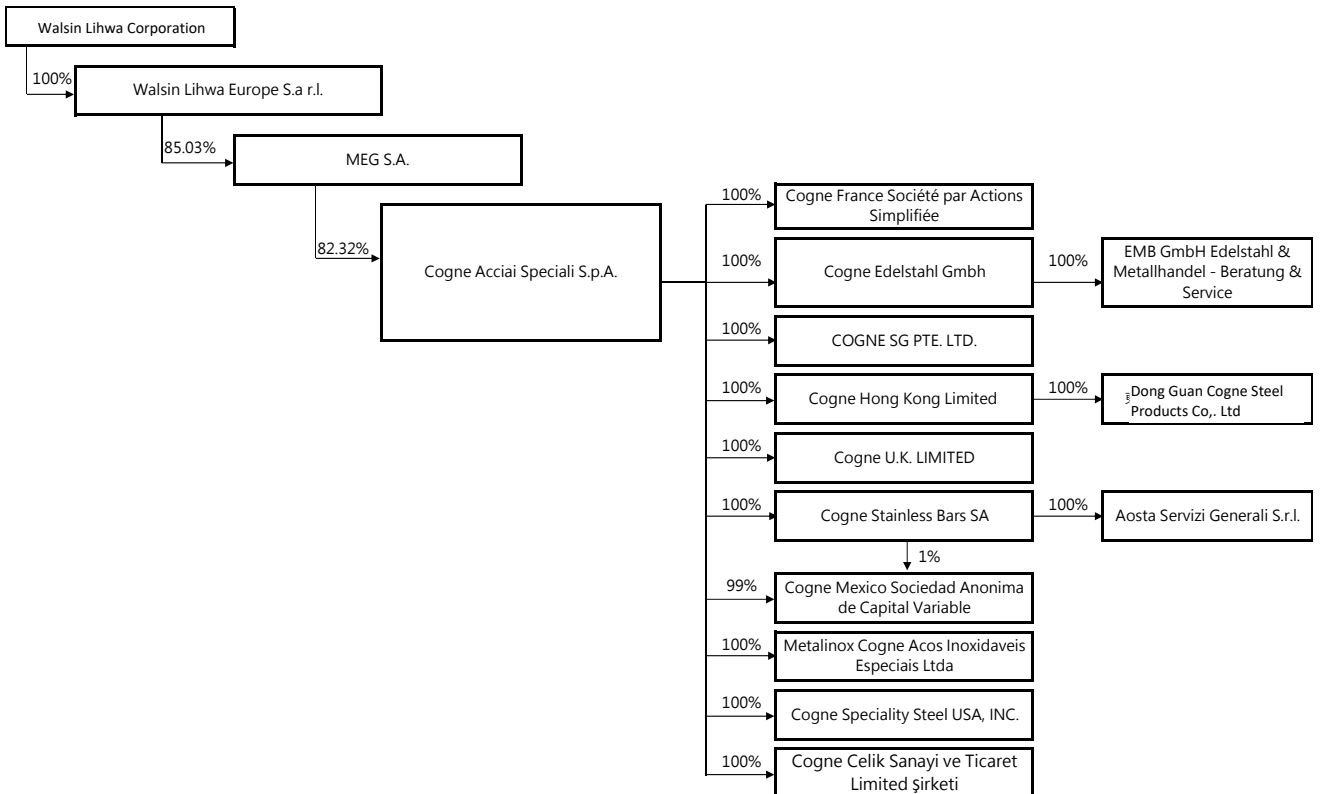 Walsin Lihwa Corporation
100%
Walsin Lihwa Europe S.a r.l.
85.03%
MEG S.A.
82.32%
Cogne Acciai Speciali S.p.A.
100%
Cogne France Société par Actions
Simplifiée
100%
Cogne Edelstahl Gmbh
100%
EMB GmbH Edelstahl &
Metallhandel - Beratung &
Service
100%
COGNE SG PTE. LTD.
100%
Cogne Hong Kong Limited
100%
Dong Guan Cogne Steel
Products Co,. Ltd
100%
Cogne U.K. LIMITED
100%
Cogne Stainless Bars SA
100%
Aosta Servizi Generali S.r.l.
1%
99%
Cogne Mexico Sociedad Anonima
de Capital Variable
100%
Metalinox Cogne Acos Inoxidaveis
Especiais Ltda
100%
Cogne Speciality Steel USA, INC.
100%
Cogne Celik Sanayi ve Ticaret
Limited Şirketi